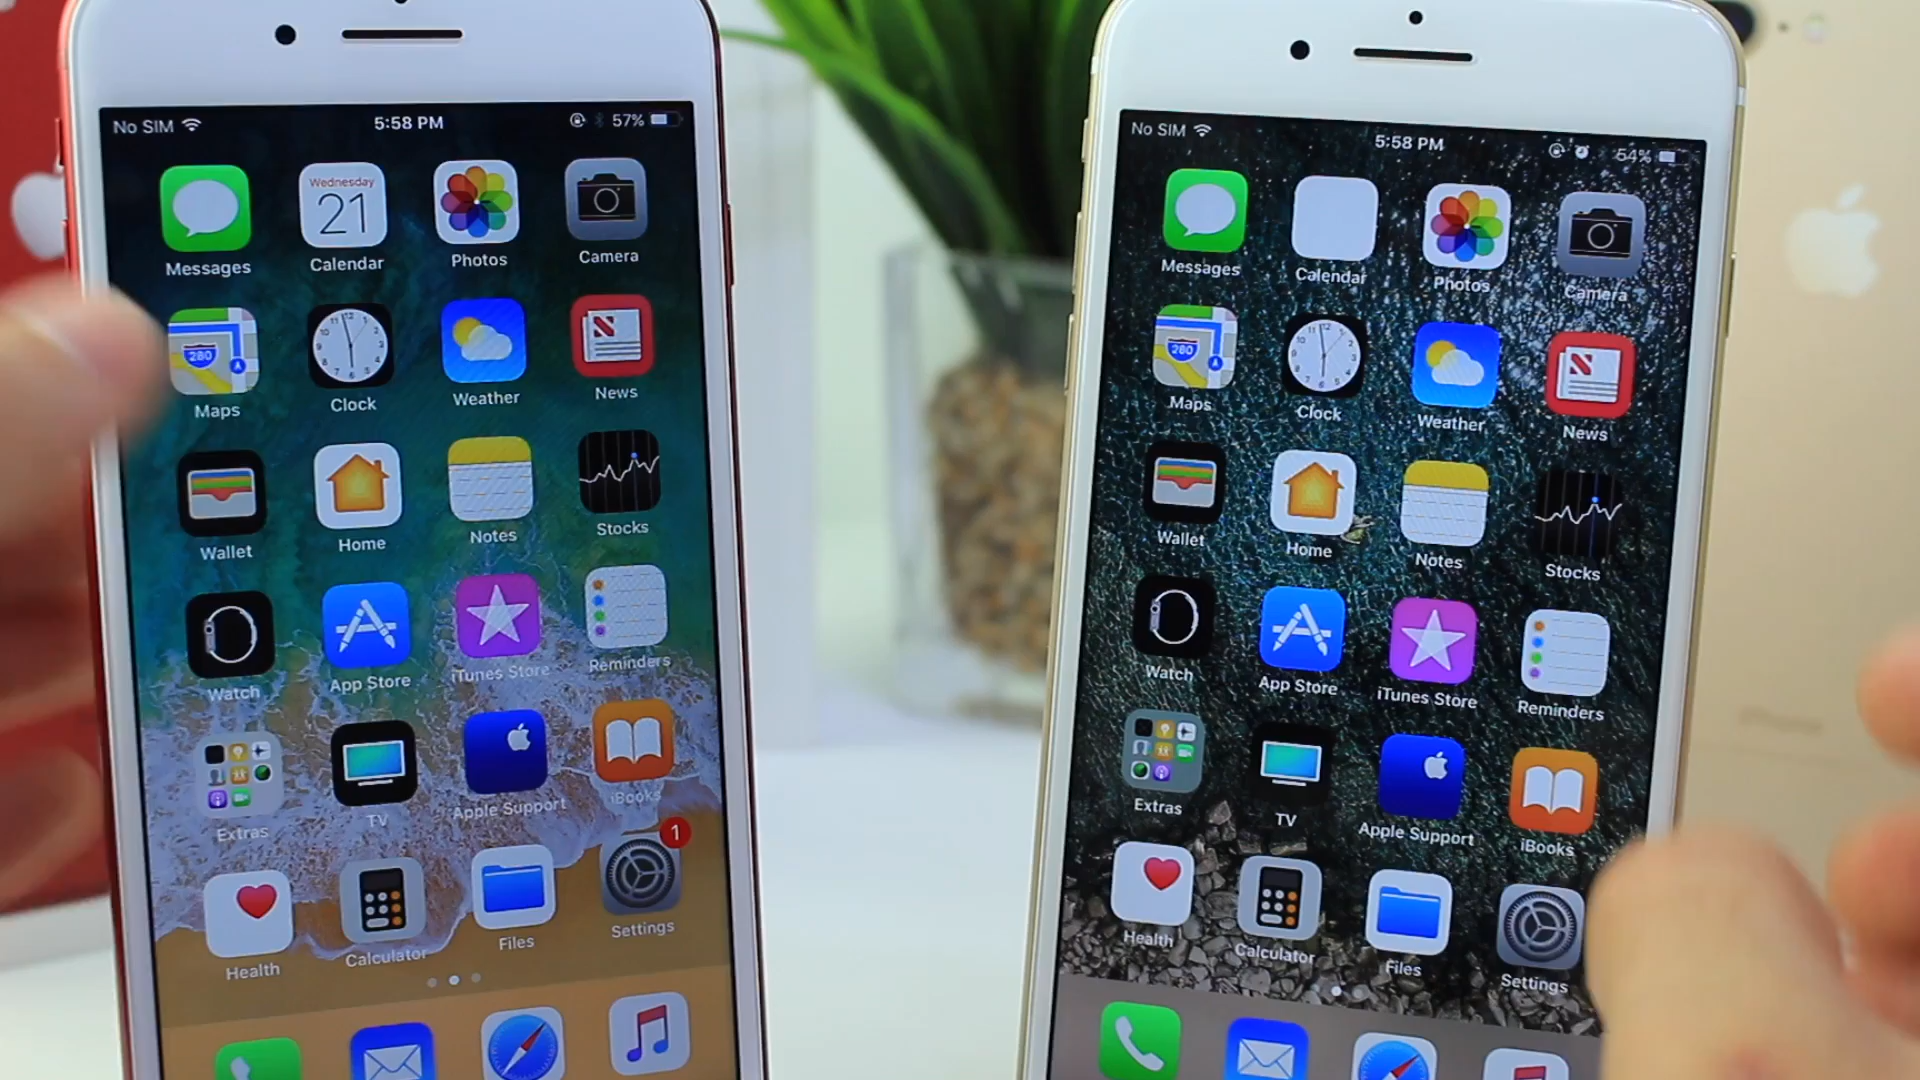 No SIM 5:58 PM 57%
Wednesday
21
Messages Calendar Photos Camera
280
Maps Clock Weather News
Wallet Home Notes Stocks
Watch App Store iTunes Store Reminders
Extras TV Apple Support iBooks
1
Health Calculator Files Settings
No SIM 5:58 PM 54%
Messages Calendar Photos Camera
280
Maps Clock Weather News
Wallet Home Notes Stocks
Watch App Store iTunes Store Reminders
Extras TV Apple Support iBooks
Health Calculator Files Settings